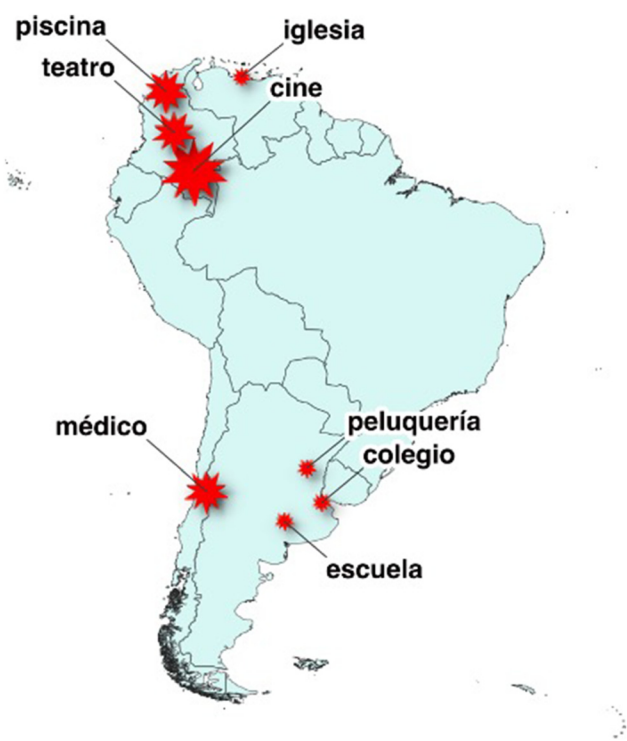 piscina
iglesia
teatro
cine
médico
peluquería
colegio
escuela